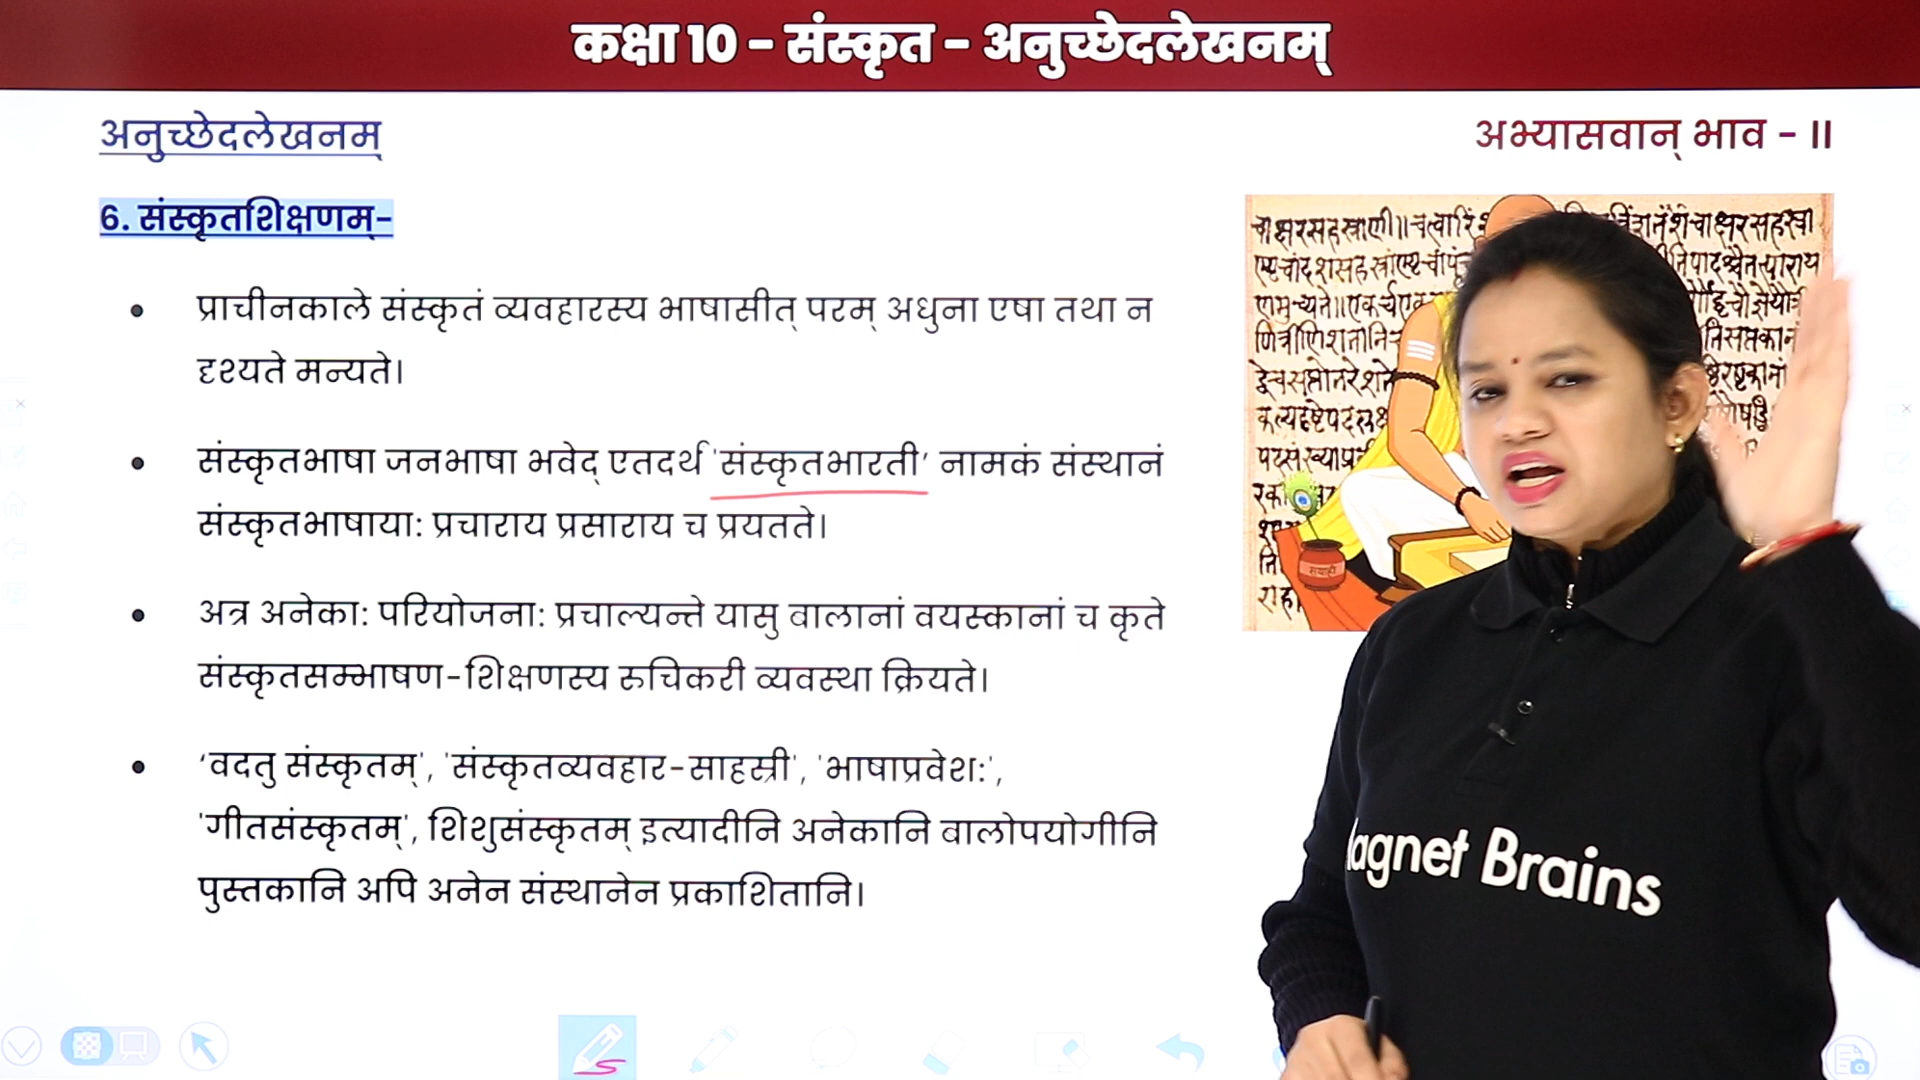 कक्षा 10 - संस्कृत - अनुच्छेदलेखनम्
अनुच्छेदलेखनम्
अभ्यासवान् भाव - II
6. संस्कृतशिक्षणम्-
प्राचीनकाले संस्कृतं व्यवहारस्य भाषासीत् परम् अधुना एषा तथा न
दृश्यते मन्यते।
संस्कृतभाषा जनभाषा भवेद् एतदर्थ 'संस्कृतभारती' नामकं संस्थानं
संस्कृतभाषाया: प्रचाराय प्रसाराय च प्रयतते।
अत्र अनेका: परियोजना: प्रचाल्यन्ते यासु बालानां वयस्कानां च कृते
संस्कृतसम्भाषण-शिक्षणस्य रुचिकरी व्यवस्था क्रियते।
'वदतु संस्कृतम्', 'संस्कृतव्यवहार-साहस्री', 'भाषाप्रवेश:',
'गीतसंस्कृतम्', शिशुसंस्कृतम् इत्यादीनि अनेकानि बालोपयोगीनि
पुस्तकानि अपि अनेन संस्थानेन प्रकाशितानि।
agnet Brains